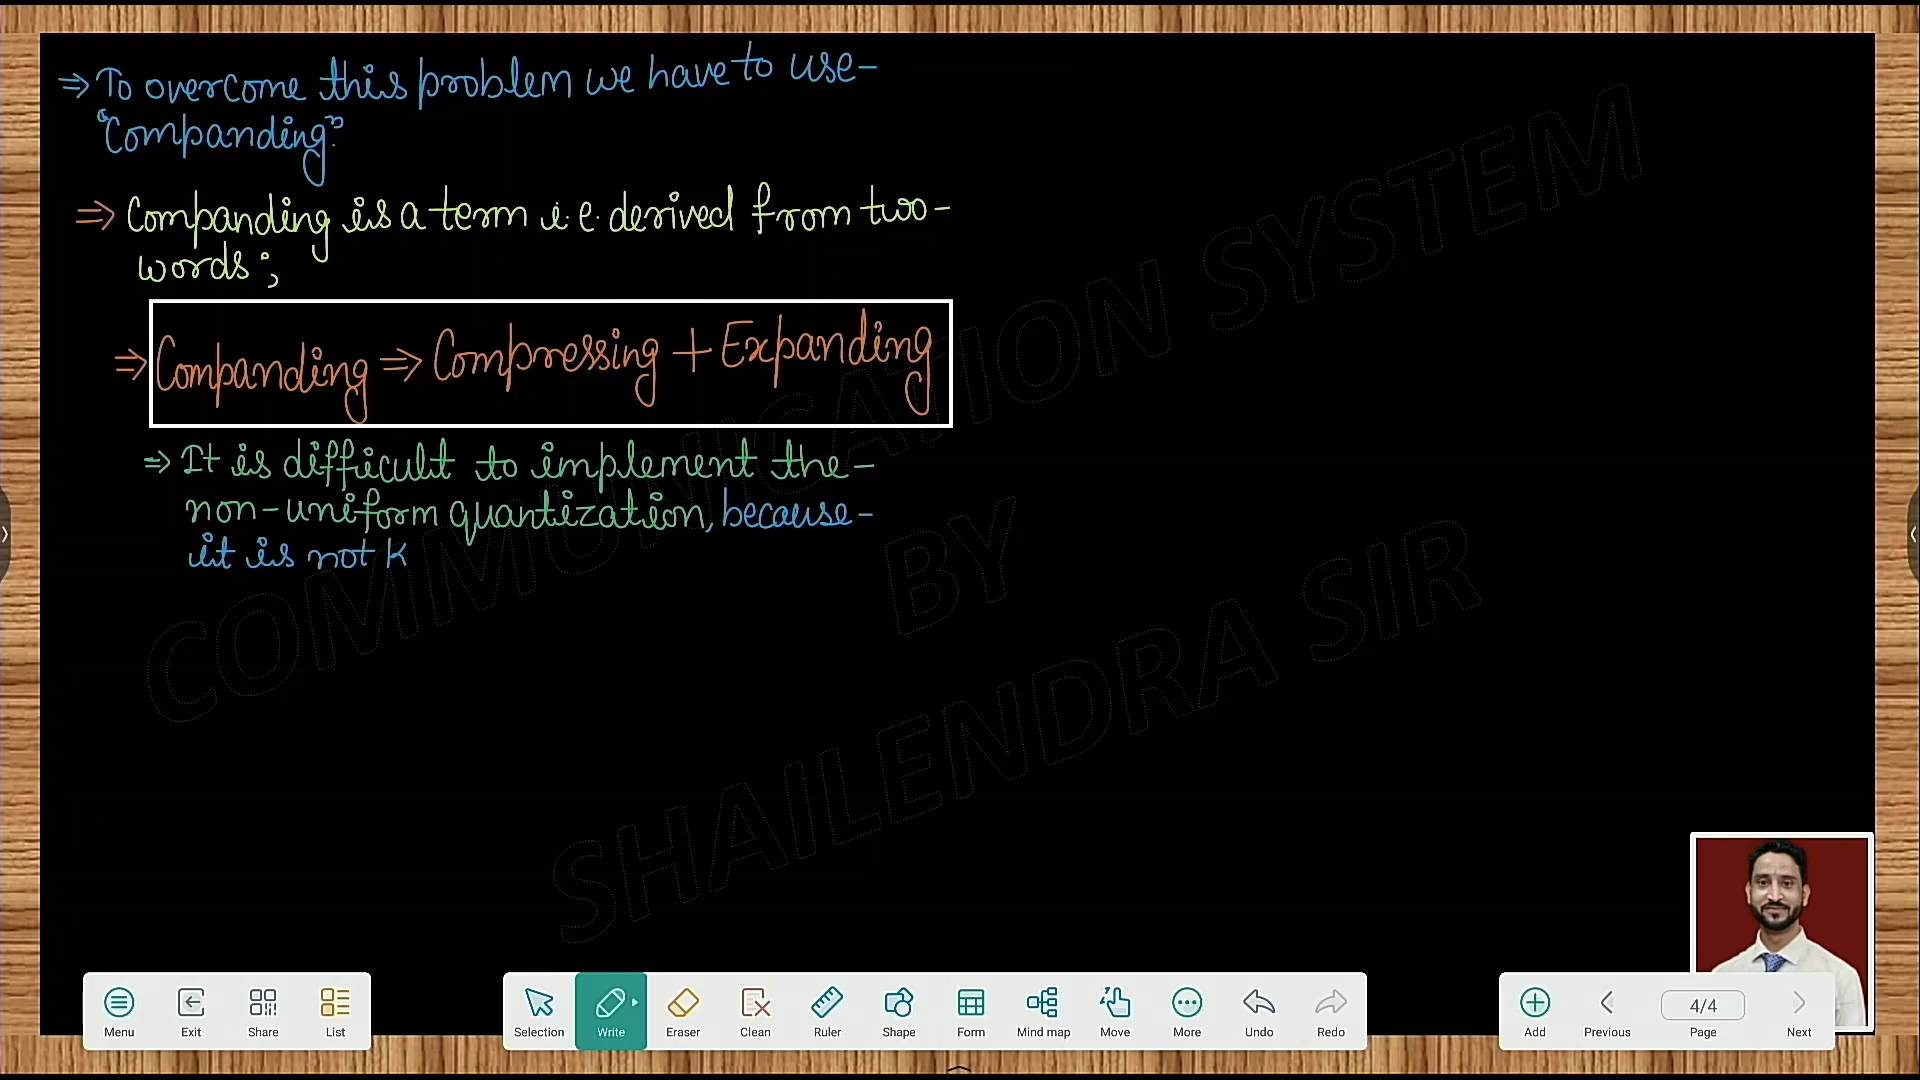 ⇒ To overcome this problem we have to use-
"Companding."
⇒ Companding is a term i.e. derived from two-
words:,
⇒ Companding ⇒ Compressing + Expanding
⇒ It is difficult to implement the-
non-uniform quantization, because-
it is not k
COMMUNICATION SYSTEM
BY
SHAILENDRA SIR
Menu Exit Share List
Selection Write Eraser Clean Ruler Shape Form Mind map Move More Undo Redo
4/4
Add Previous Page Next